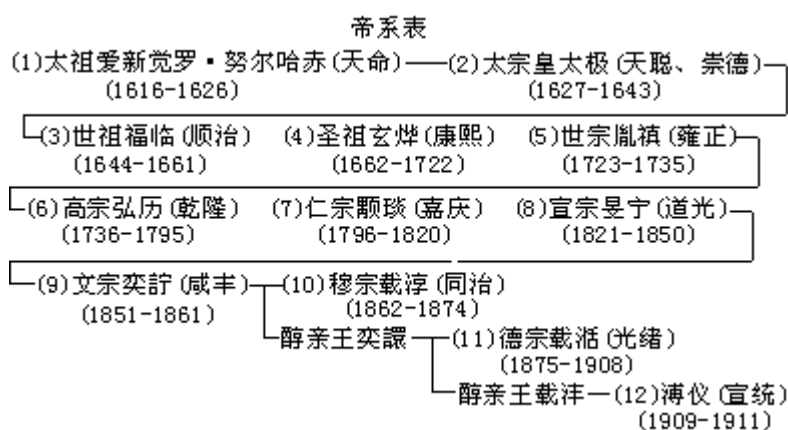 帝系表
(1)太祖爱新觉罗·努尔哈赤(天命)——(2)太宗皇太极(天聪、崇德)
(1616-1626) (1627-1643)
(3)世祖福临(顺治) (4)圣祖玄烨(康熙) (5)世宗胤禛(雍正)
(1644-1661) (1662-1722) (1723-1735)
(6)高宗弘历(乾隆) (7)仁宗颙琰(嘉庆) (8)宣宗旻宁(道光)
(1736-1795) (1796-1820) (1821-1850)
(9)文宗奕詝(咸丰) (10)穆宗载淳(同治)
(1851-1861) (1862-1874)
醇亲王奕譞 (11)德宗载湉(光绪)
(1875-1908)
醇亲王载沣—(12)溥仪(宣统)
(1909-1911)